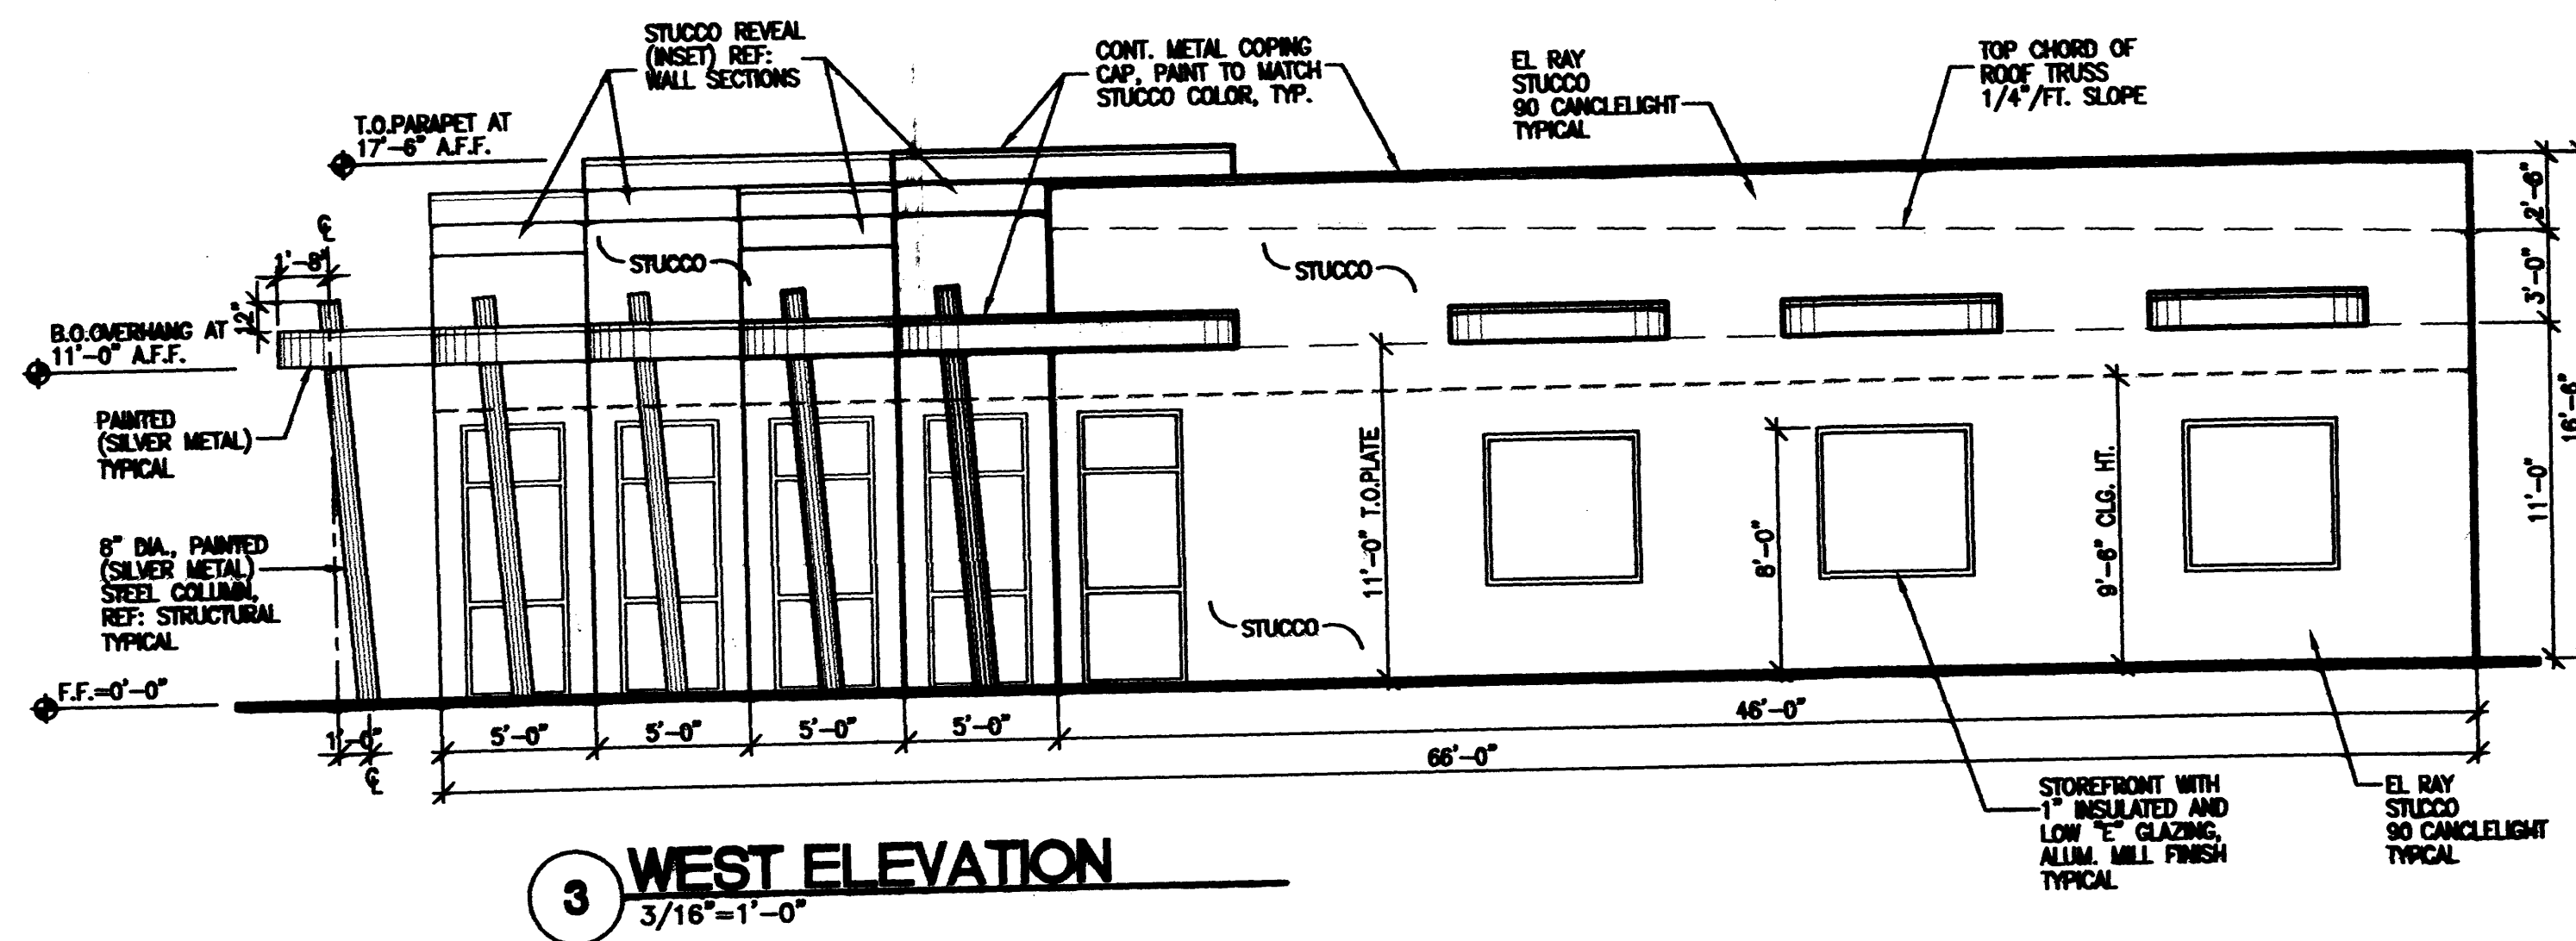 STUCCO REVEAL
(INSET) REF:
WALL SECTIONS
CONT. METAL COPING
CAP, PAINT TO MATCH
STUCCO COLOR, TYP.
EL RAY
STUCCO
90 CANCLELIGHT
TYPICAL
TOP CHORD OF
ROOF TRUSS
1/4"/FT. SLOPE
T.O.PARAPET AT
17'-6" A.F.F.
℄
1'-8"
12"
STUCCO
STUCCO
2'-6"
3'-0"
B.O.OVERHANG AT
11'-0" A.F.F.
PAINTED
(SILVER METAL)
TYPICAL
8" DIA., PAINTED
(SILVER METAL)
STEEL COLUMN,
REF: STRUCTURAL
TYPICAL
11'-0" T.O.PLATE
8'-0"
9'-6" CLG. HT.
11'-0"
16'-6"
STUCCO
F.F.=0'-0"
1'-0"
℄
5'-0"
5'-0"
5'-0"
5'-0"
46'-0"
66'-0"
STOREFRONT WITH
1" INSULATED AND
LOW "E" GLAZING,
ALUM. MILL FINISH
TYPICAL
EL RAY
STUCCO
90 CANCLELIGHT
TYPICAL
3
WEST ELEVATION
3/16"=1'-0"